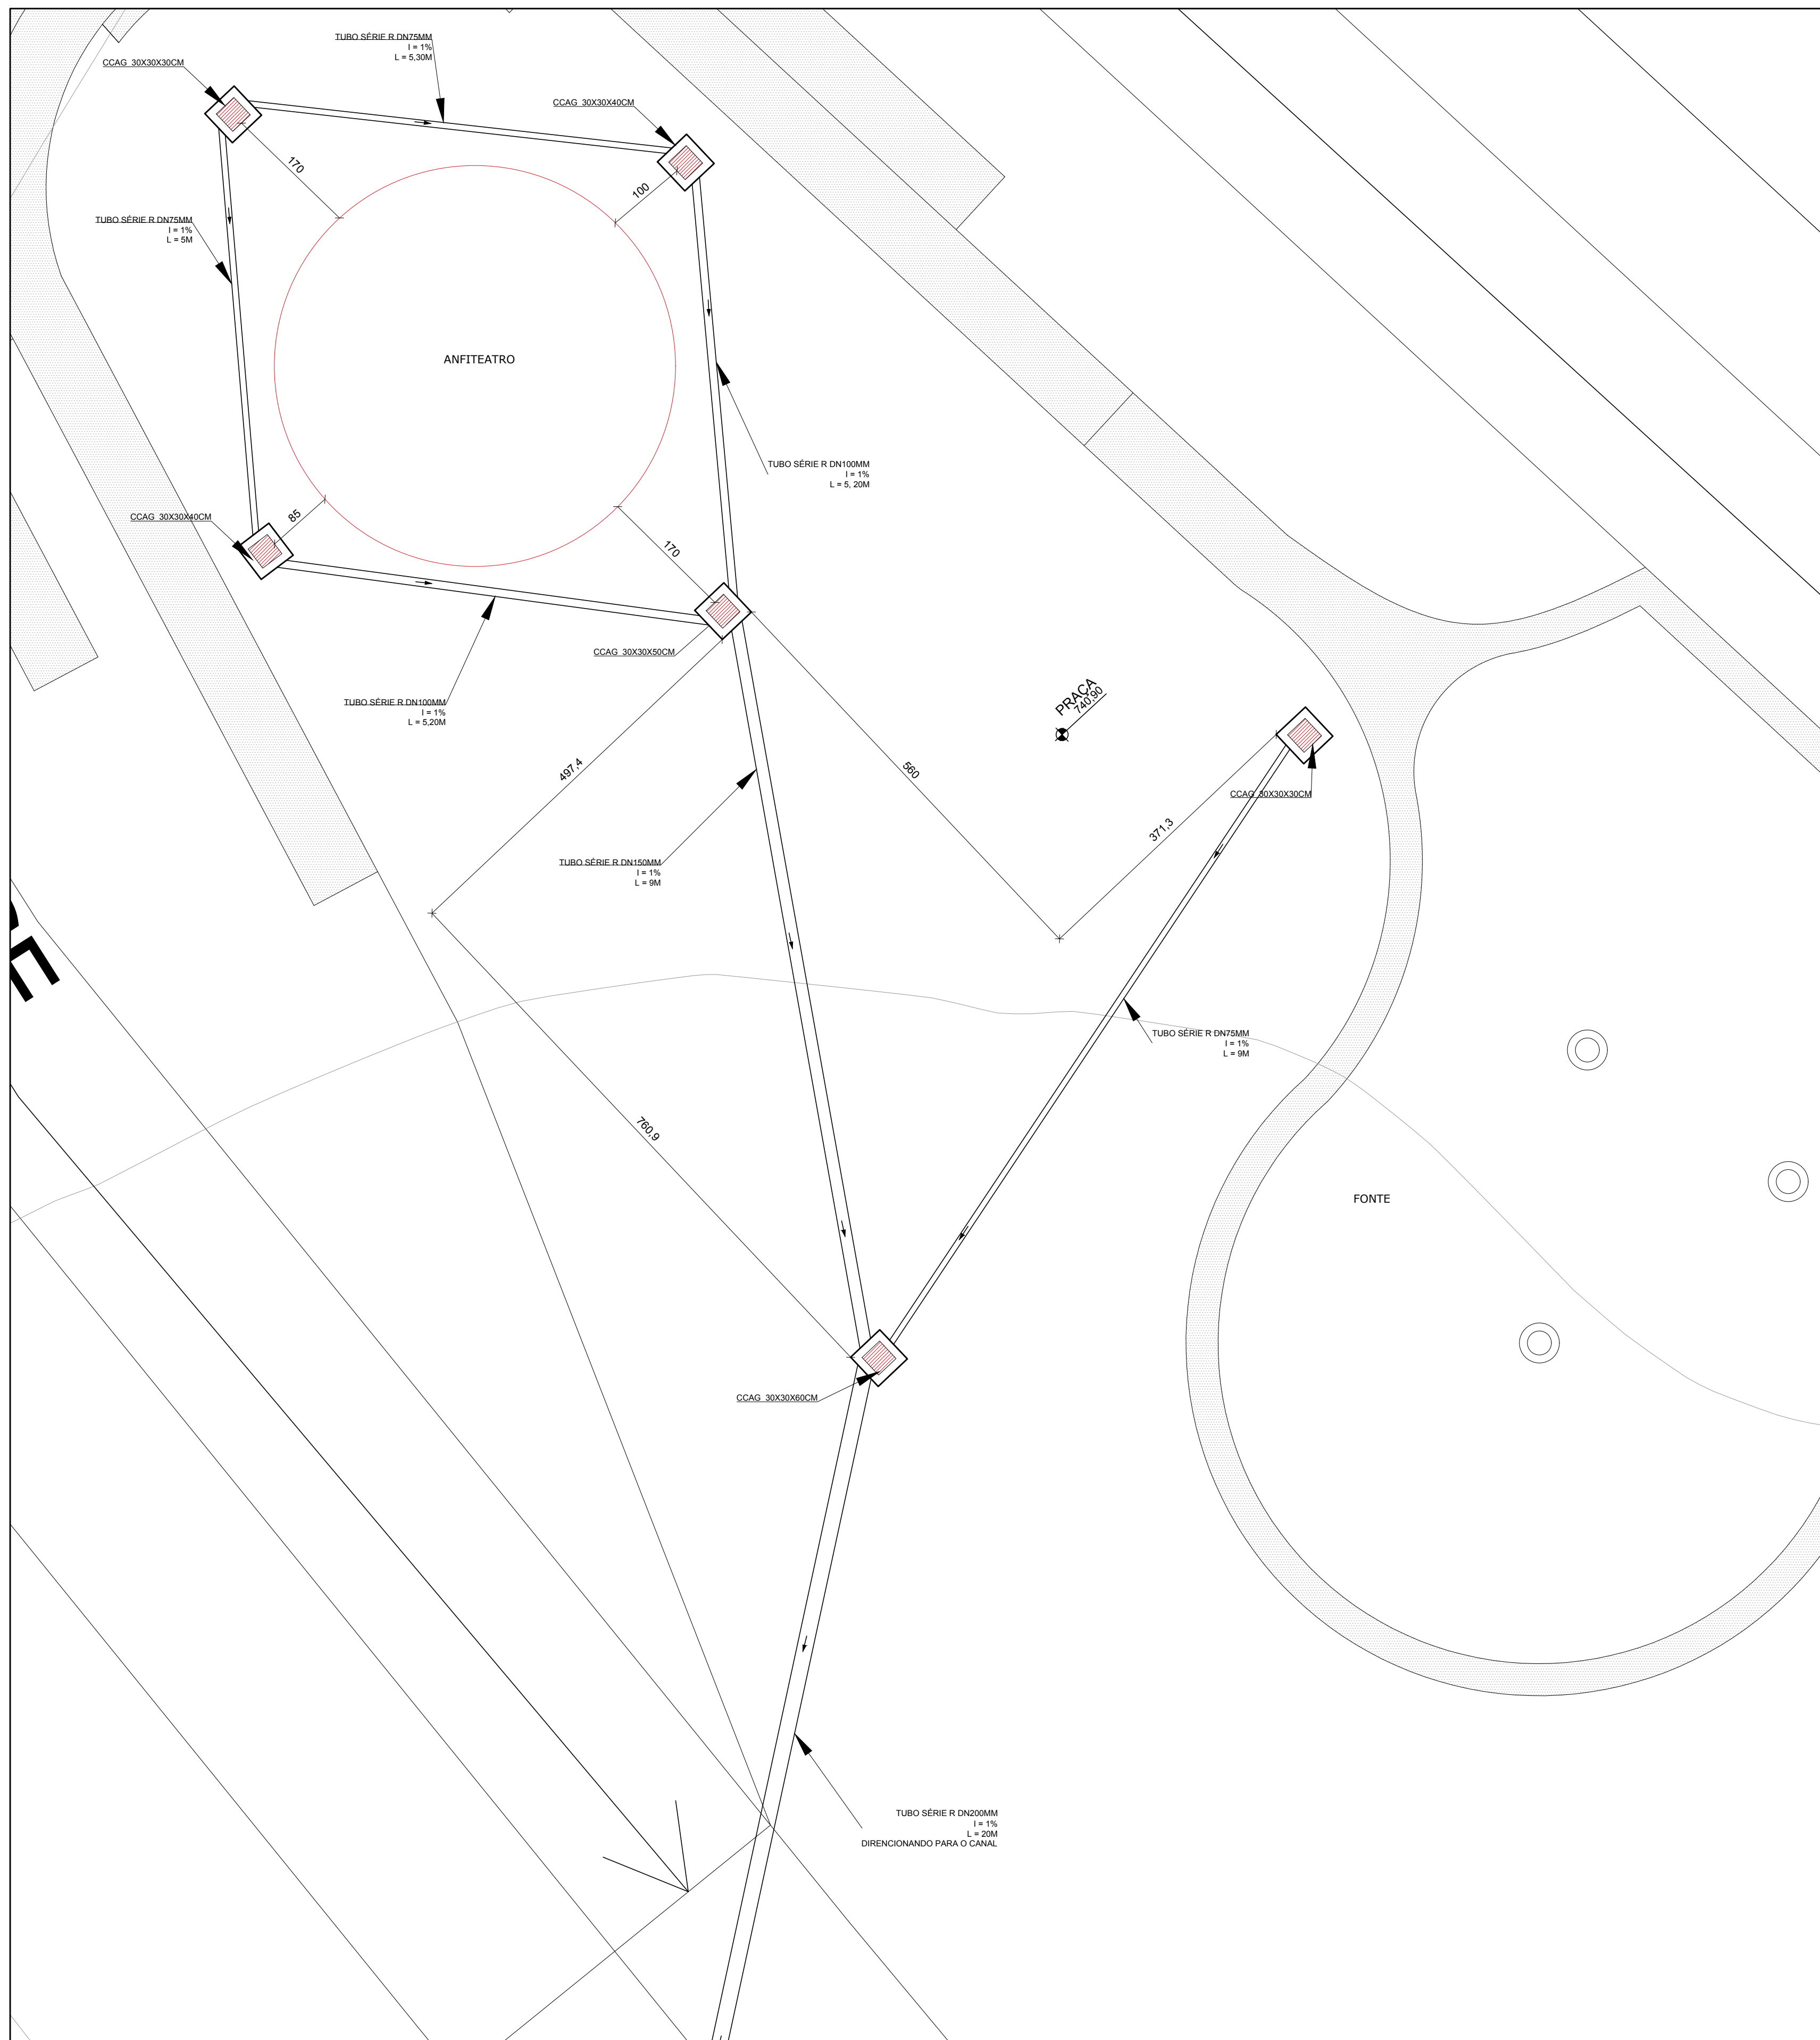 TUBO SÉRIE R DN75MM
I = 1%
L = 5,30M
CCAG 30X30X30CM
CCAG 30X30X40CM
170
100
TUBO SÉRIE R DN75MM
I = 1%
L = 5M
ANFITEATRO
TUBO SÉRIE R DN100MM
I = 1%
L = 5, 20M
CCAG 30X30X40CM
85
170
CCAG 30X30X50CM
TUBO SÉRIE R DN100MM
I = 1%
L = 5,20M
PRAÇA
740,90
497,4
560
CCAG 30X30X30CM
371,3
TUBO SÉRIE R DN150MM
I = 1%
L = 9M
TUBO SÉRIE R DN75MM
I = 1%
L = 9M
760,9
FONTE
CCAG 30X30X60CM
TUBO SÉRIE R DN200MM
I = 1%
L = 20M
DIRENCIONANDO PARA O CANAL